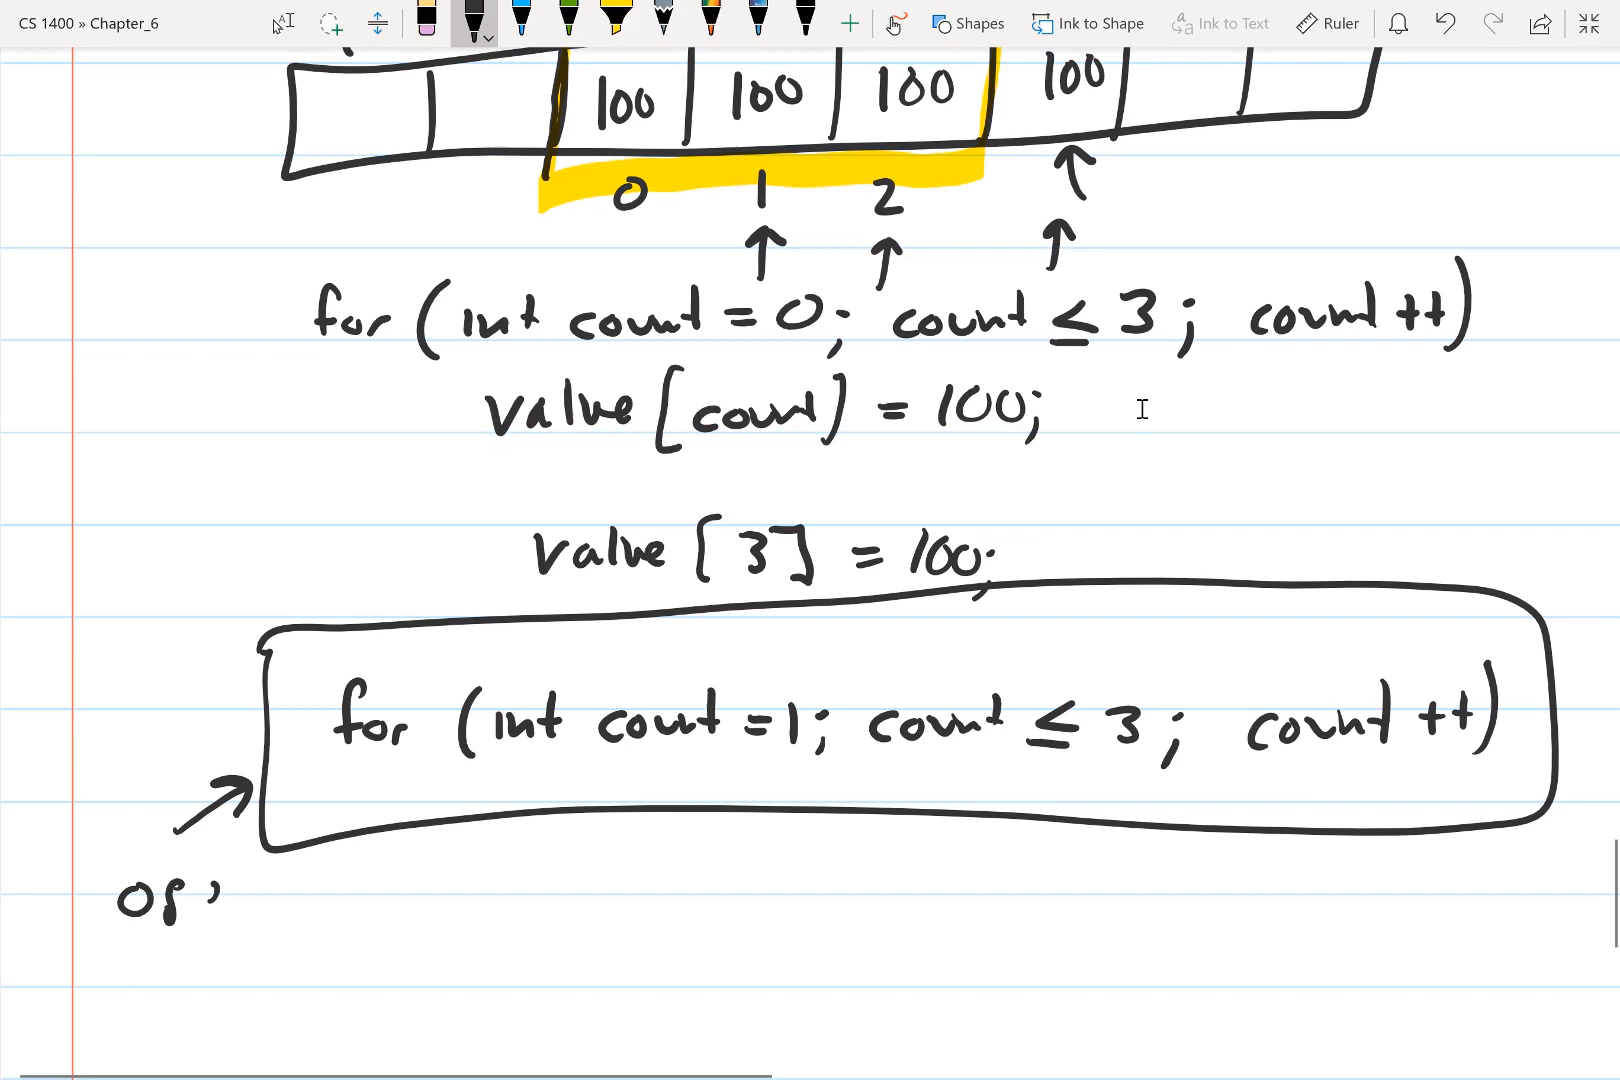 CS 1400 » Chapter_6 Shapes Ink to Shape Ink to Text Ruler
100 100 100 100
0 1 2
for (int count = 0; count ≤ 3; count ++)
value [count] = 100;
value [3] = 100;
for (int count = 1; count ≤ 3; count ++)